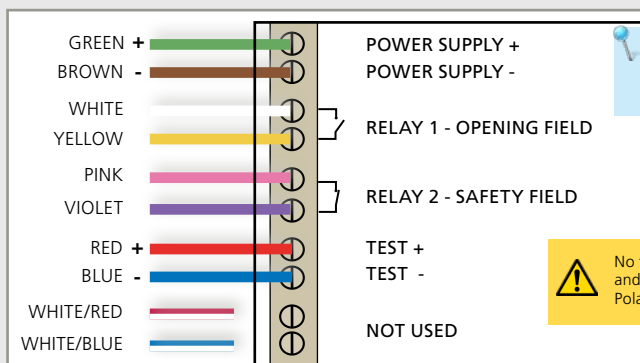 GREEN + POWER SUPPLY +
BROWN - POWER SUPPLY -
WHITE
YELLOW
RELAY 1 - OPENING FIELD
PINK
VIOLET
RELAY 2 - SAFETY FIELD
RED + TEST +
BLUE - TEST -
WHITE/RED
WHITE/BLUE
NOT USED
No
and
Pola